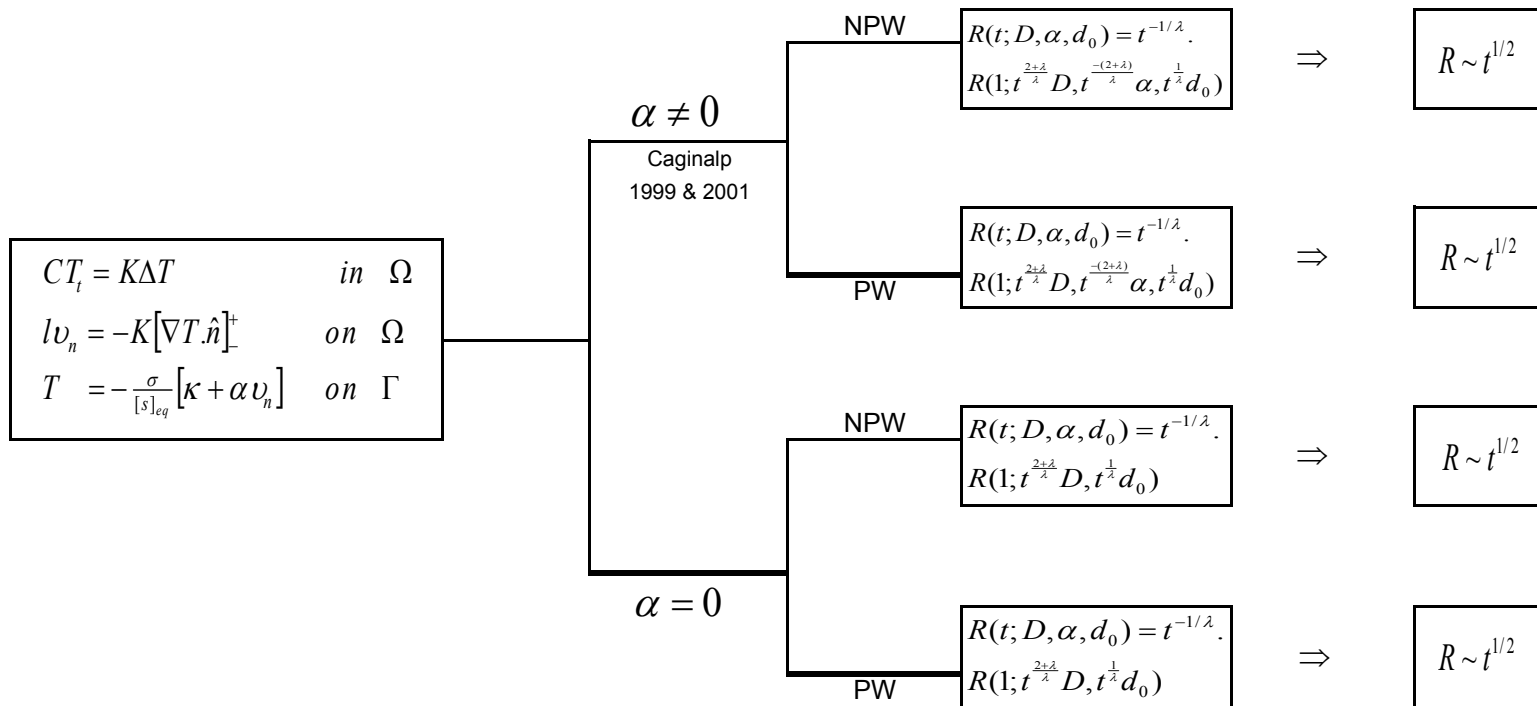 CT_t = KΔT in Ω
lυ_n = −K[∇T.n̂]^+_− on Ω
T = −σ/[s]_eq [κ + αυ_n] on Γ
α ≠ 0
Caginalp
1999 & 2001
α = 0
NPW
R(t; D, α, d_0) = t^{−1/λ}.
R(1; t^{(2+λ)/λ} D, t^{−(2+λ)/λ} α, t^{1/λ} d_0)
⇒
R ~ t^{1/2}
PW
R(t; D, α, d_0) = t^{−1/λ}.
R(1; t^{(2+λ)/λ} D, t^{−(2+λ)/λ} α, t^{1/λ} d_0)
⇒
R ~ t^{1/2}
NPW
R(t; D, α, d_0) = t^{−1/λ}.
R(1; t^{(2+λ)/λ} D, t^{1/λ} d_0)
⇒
R ~ t^{1/2}
PW
R(t; D, α, d_0) = t^{−1/λ}.
R(1; t^{(2+λ)/λ} D, t^{1/λ} d_0)
⇒
R ~ t^{1/2}